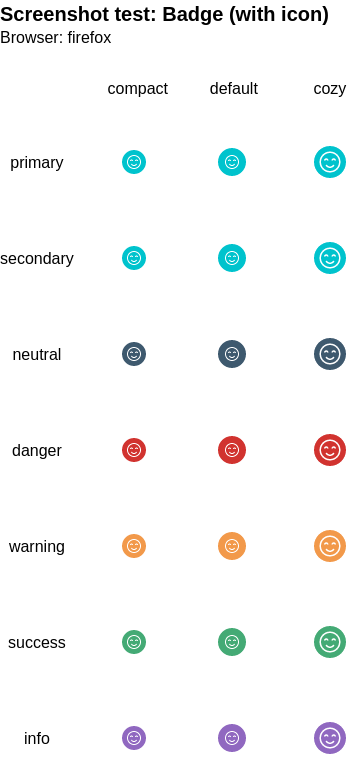 Screenshot test: Badge (with icon)
Browser: firefox
compact default cozy
primary
secondary
neutral
danger
warning
success
info